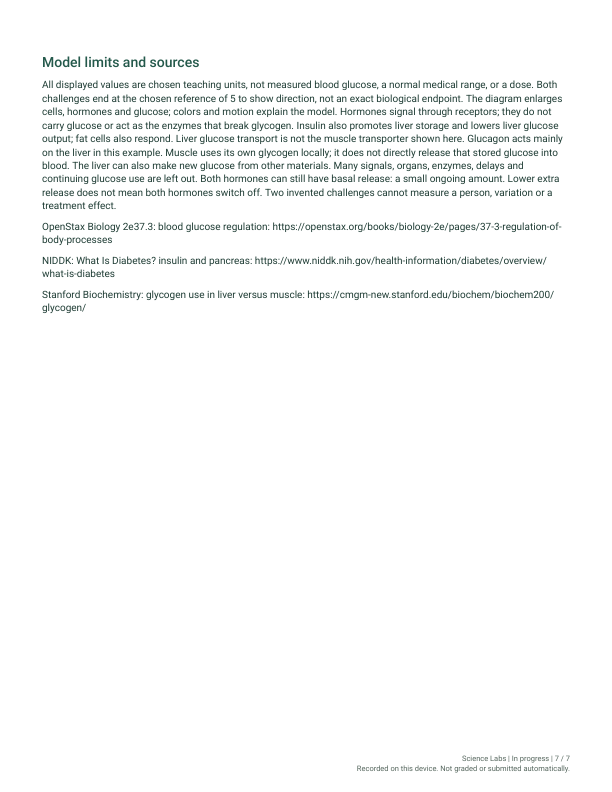 Model limits and sources
All displayed values are chosen teaching units, not measured blood glucose, a normal medical range, or a dose. Both
challenges end at the chosen reference of 5 to show direction, not an exact biological endpoint. The diagram enlarges
cells, hormones and glucose; colors and motion explain the model. Hormones signal through receptors; they do not
carry glucose or act as the enzymes that break glycogen. Insulin also promotes liver storage and lowers liver glucose
output; fat cells also respond. Liver glucose transport is not the muscle transporter shown here. Glucagon acts mainly
on the liver in this example. Muscle uses its own glycogen locally; it does not directly release that stored glucose into
blood. The liver can also make new glucose from other materials. Many signals, organs, enzymes, delays and
continuing glucose use are left out. Both hormones can still have basal release: a small ongoing amount. Lower extra
release does not mean both hormones switch off. Two invented challenges cannot measure a person, variation or a
treatment effect.
OpenStax Biology 2e37.3: blood glucose regulation: https://openstax.org/books/biology-2e/pages/37-3-regulation-of-
body-processes
NIDDK: What Is Diabetes? insulin and pancreas: https://www.niddk.nih.gov/health-information/diabetes/overview/
what-is-diabetes
Stanford Biochemistry: glycogen use in liver versus muscle: https://cmgm-new.stanford.edu/biochem/biochem200/
glycogen/
Science Labs | In progress | 7 / 7
Recorded on this device. Not graded or submitted automatically.